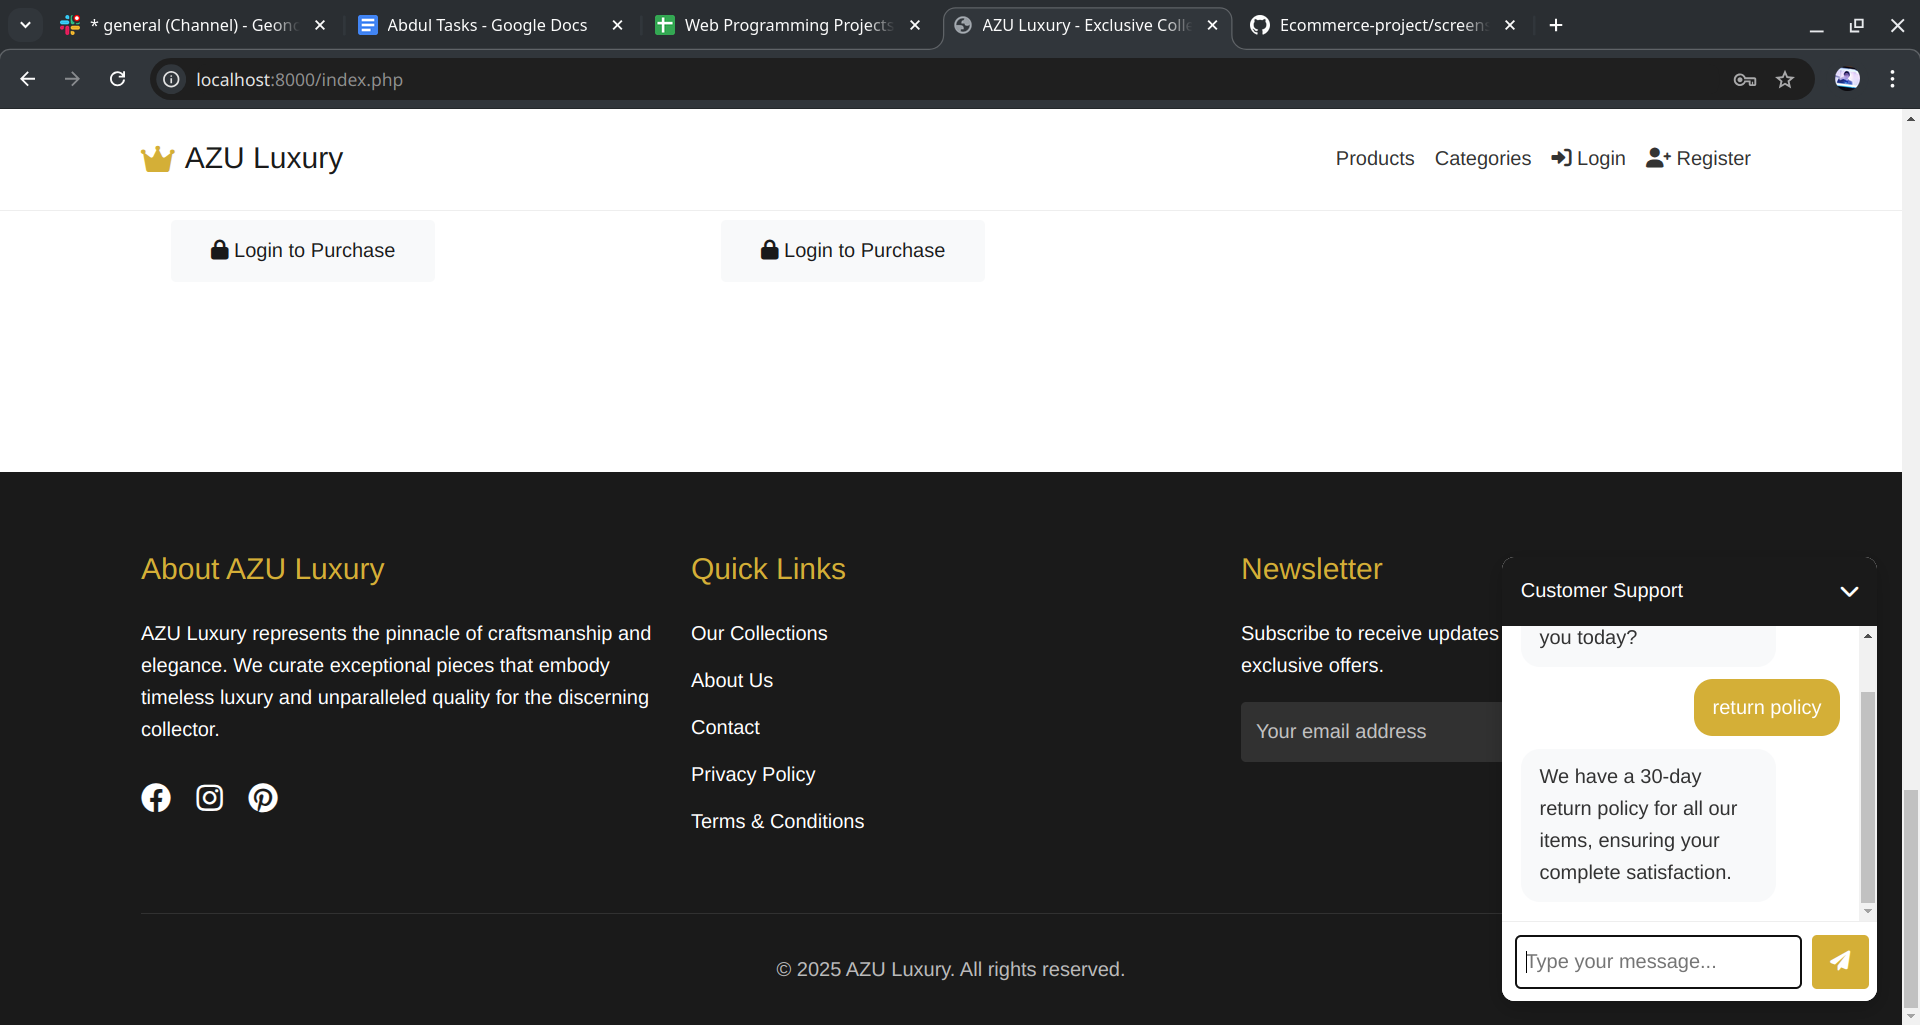 * general (Channel) - Geon
Abdul Tasks - Google Docs
Web Programming Projects
AZU Luxury - Exclusive Colle
Ecommerce-project/screens
localhost:8000/index.php
AZU Luxury
Products
Categories
Login
Register
Login to Purchase
Login to Purchase
About AZU Luxury
AZU Luxury represents the pinnacle of craftsmanship and
elegance. We curate exceptional pieces that embody
timeless luxury and unparalleled quality for the discerning
collector.
Quick Links
Our Collections
About Us
Contact
Privacy Policy
Terms & Conditions
Newsletter
Subscribe to receive updates
exclusive offers.
Your email address
Customer Support
you today?
return policy
We have a 30-day
return policy for all our
items, ensuring your
complete satisfaction.
Type your message...
© 2025 AZU Luxury. All rights reserved.